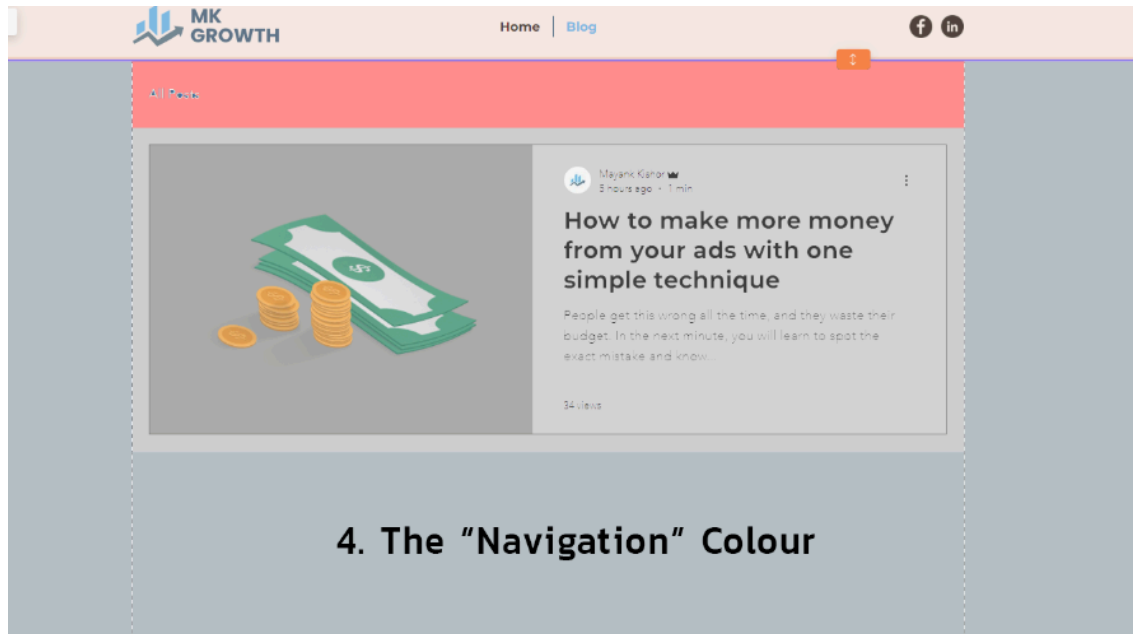 MK
GROWTH
Home
Blog
All Posts
Mayank Kishor
5 hours ago · 1 min
How to make more money
from your ads with one
simple technique
People get this wrong all the time, and they waste their
budget. In the next minute, you will learn to spot the
exact mistake and know...
34 views
4. The “Navigation” Colour